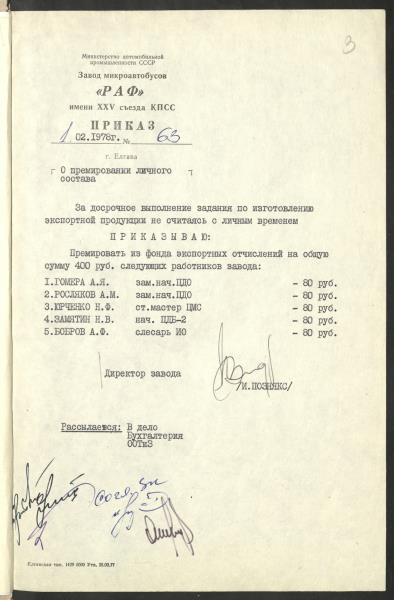 3
Министерство автомобильной
промышленности СССР
Завод микроавтобусов
«РАФ»
имени XXV съезда КПСС
ПРИКАЗ
1 02.1978г. № 63
г. Елгава
О премировании личного
состава
За досрочное выполнение задания по изготовлению
экспортной продукции не считаясь с личным временем
ПРИКАЗЫВАЮ:
Премировать из фонда экспортных отчислений на общую
сумму 400 руб. следующих работников завода:
1.ГОМЕРА А.Я. зам.нач.ПДО – 80 руб.
2.РОСЛЯКОВ А.М. зам.нач.ПДО – 80 руб.
3.ЮРЧЕНКО Н.Ф. ст.мастер ЦМС – 80 руб.
4.ЗАМЯТИН Н.В. нач. ПДБ-2 – 80 руб.
5.БОБРОВ А.Ф. слесарь ИО – 80 руб.
Директор завода
/И.ПОЗНЯКС/
Рассылается: В дело
Бухгалтерия
ООТиЗ